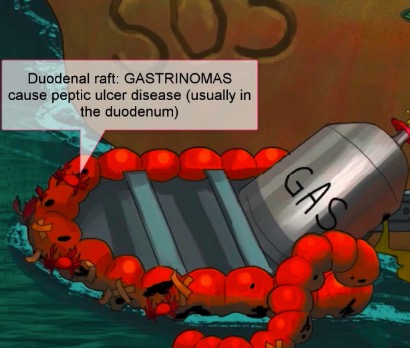 SOS
Duodenal raft: GASTRINOMAS
cause peptic ulcer disease (usually in
the duodenum)
GAS